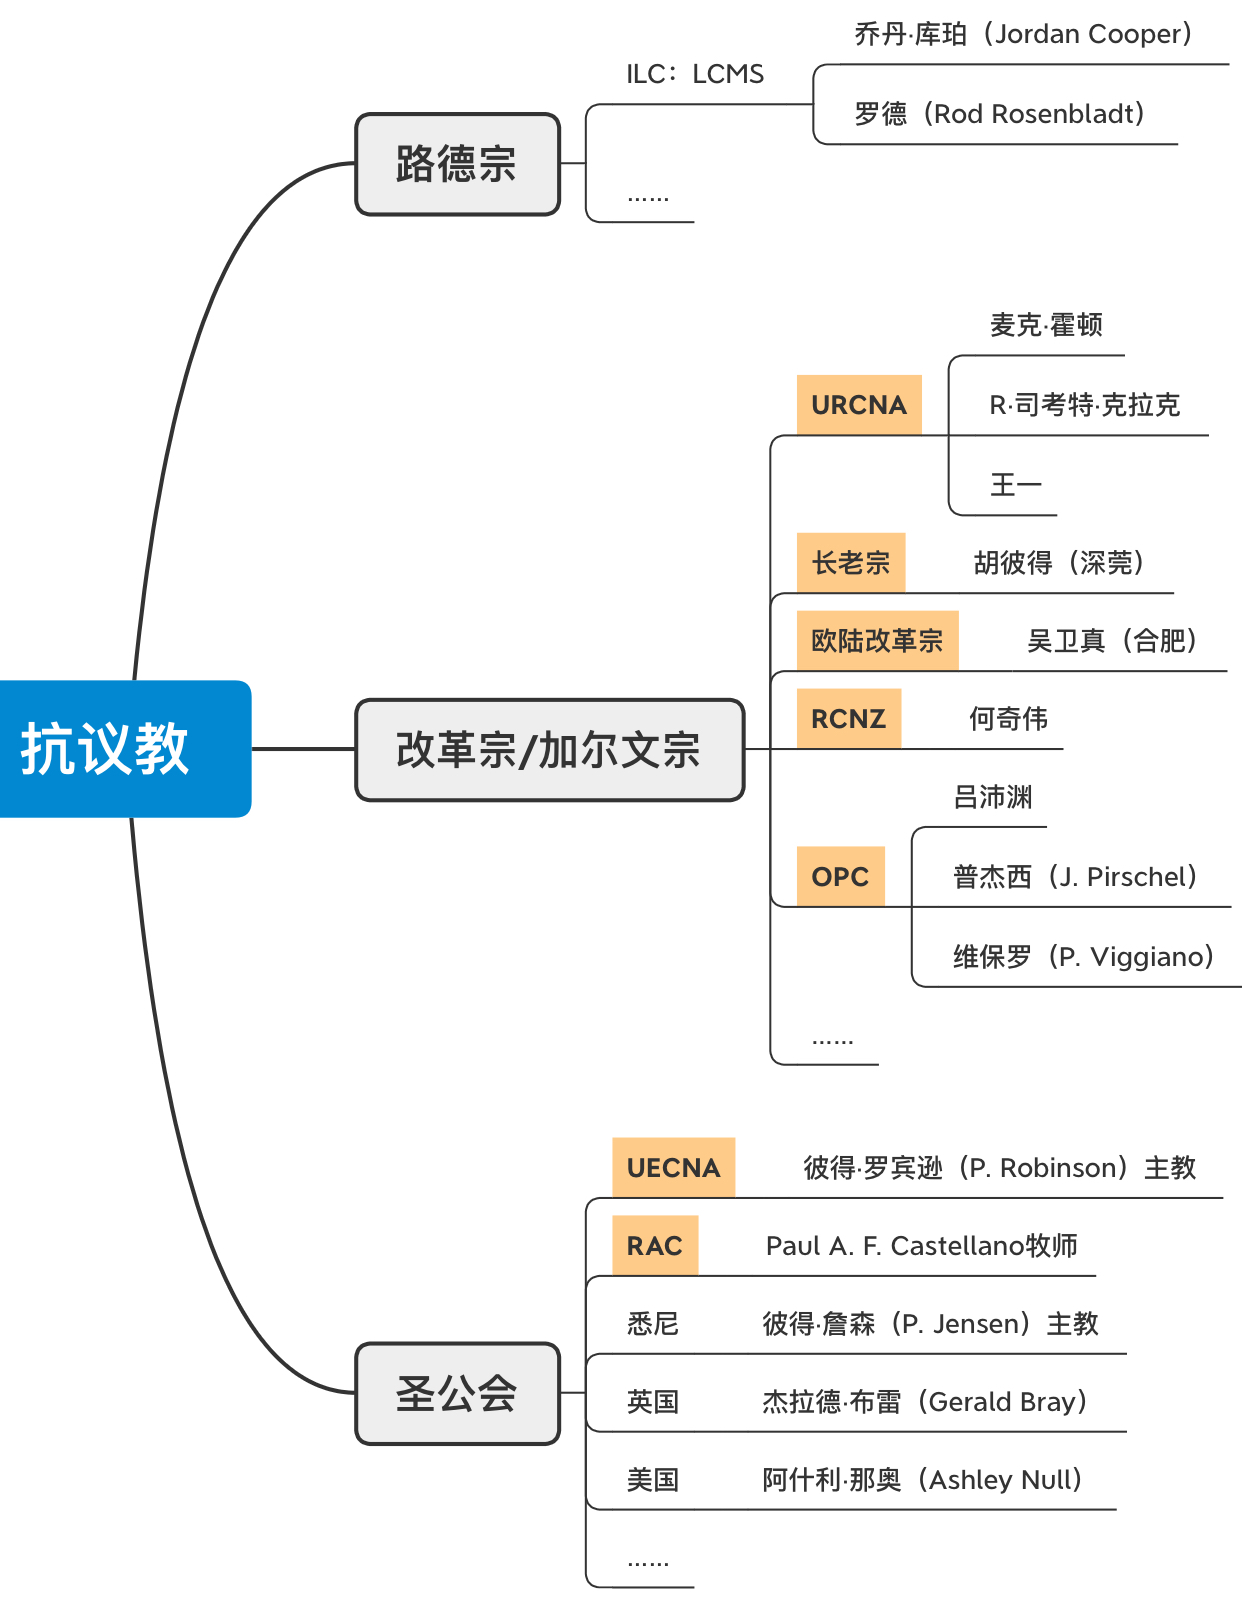 抗议教
路德宗
ILC：LCMS
乔丹·库珀（Jordan Cooper）
罗德（Rod Rosenbladt）
……
改革宗/加尔文宗
URCNA
麦克·霍顿
R·司考特·克拉克
王一
长老宗
胡彼得（深莞）
欧陆改革宗
吴卫真（合肥）
RCNZ
何奇伟
OPC
吕沛渊
普杰西（J. Pirschel）
维保罗（P. Viggiano）
……
圣公会
UECNA
彼得·罗宾逊（P. Robinson）主教
RAC
Paul A. F. Castellano牧师
悉尼
彼得·詹森（P. Jensen）主教
英国
杰拉德·布雷（Gerald Bray）
美国
阿什利·那奥（Ashley Null）
……